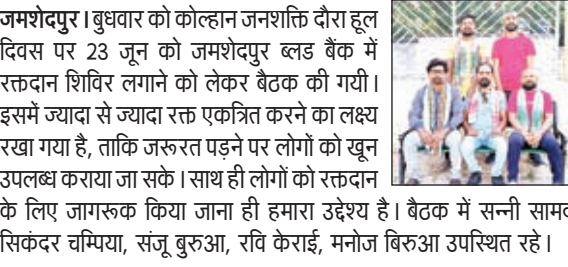 जमशेदपुर। बुधवार को कोल्हान जनशक्ति दौरा हूल
दिवस पर 23 जून को जमशेदपुर ब्लड बैंक में
रक्तदान शिविर लगाने को लेकर बैठक की गयी।
इसमें ज्यादा से ज्यादा रक्त एकत्रित करने का लक्ष्य
रखा गया है, ताकि जरूरत पड़ने पर लोगों को खून
उपलब्ध कराया जा सके। साथ ही लोगों को रक्तदान
के लिए जागरूक किया जाना ही हमारा उद्देश्य है। बैठक में सन्नी
सिकंदर चम्पिया, संजू बुरुआ, रवि केराई, मनोज बिरुआ उपस्थित रहे।